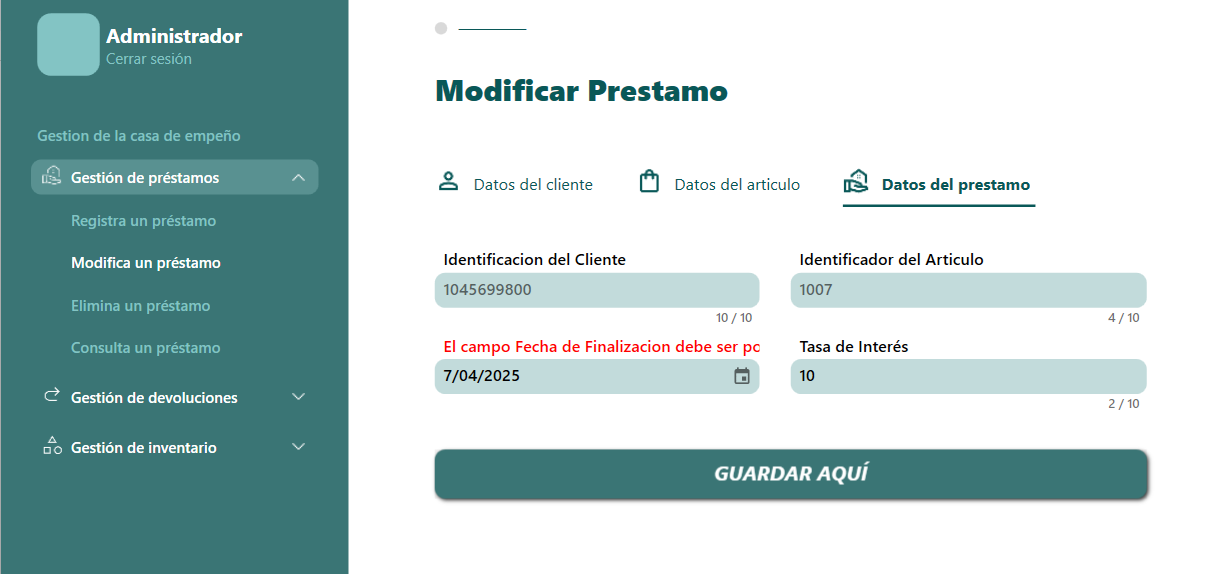 Administrador
Cerrar sesión
Gestion de la casa de empeño
Gestión de préstamos
Registra un préstamo
Modifica un préstamo
Elimina un préstamo
Consulta un préstamo
Gestión de devoluciones
Gestión de inventario
Modificar Prestamo
Datos del cliente
Datos del articulo
Datos del prestamo
Identificacion del Cliente
1045699800
10 / 10
Identificador del Articulo
1007
4 / 10
El campo Fecha de Finalizacion debe ser
7/04/2025
Tasa de Interés
10
2 / 10
GUARDAR AQUÍ